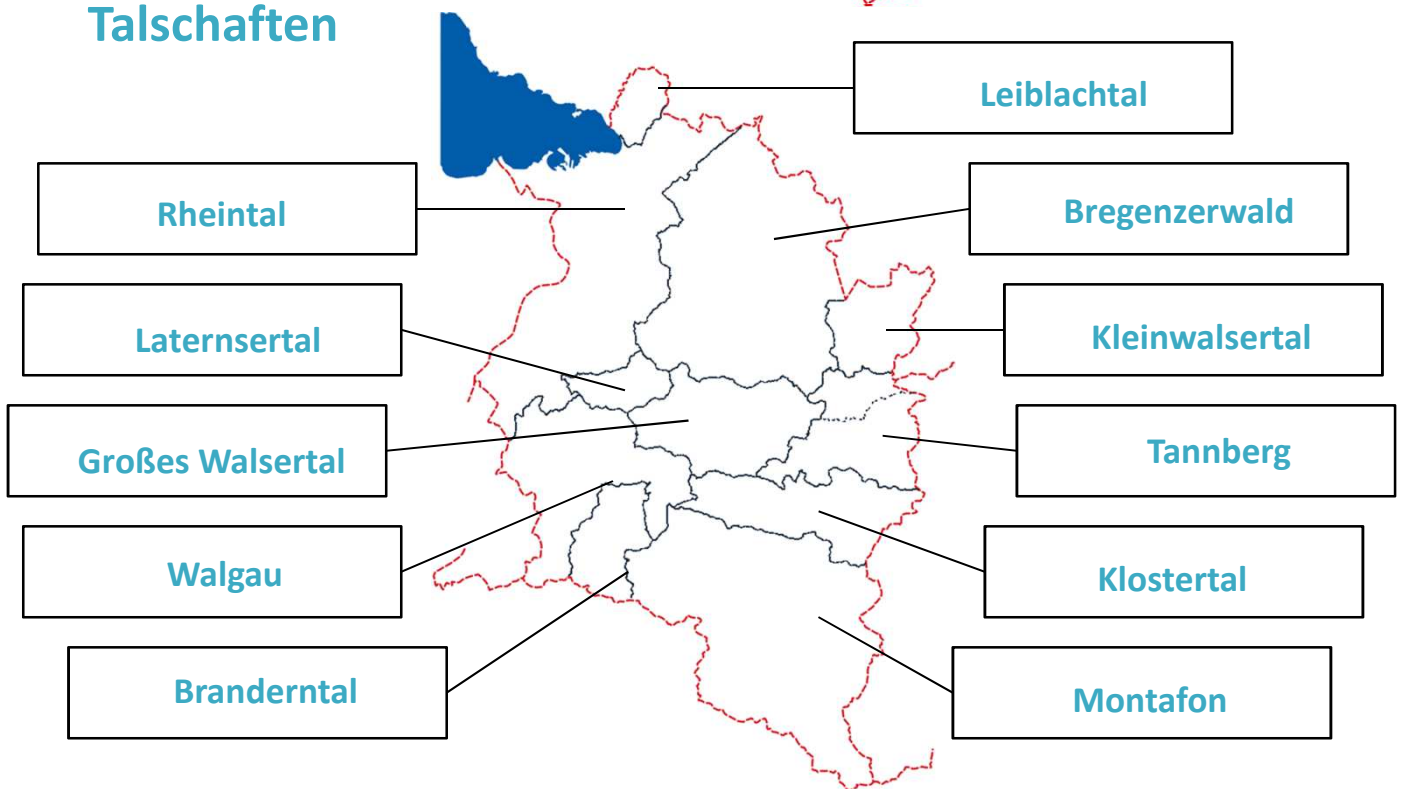 Talschaften
Leiblachtal
Rheintal
Bregenzerwald
Laternsertal
Kleinwalsertal
Großes Walsertal
Tannberg
Walgau
Klostertal
Branderntal
Montafon